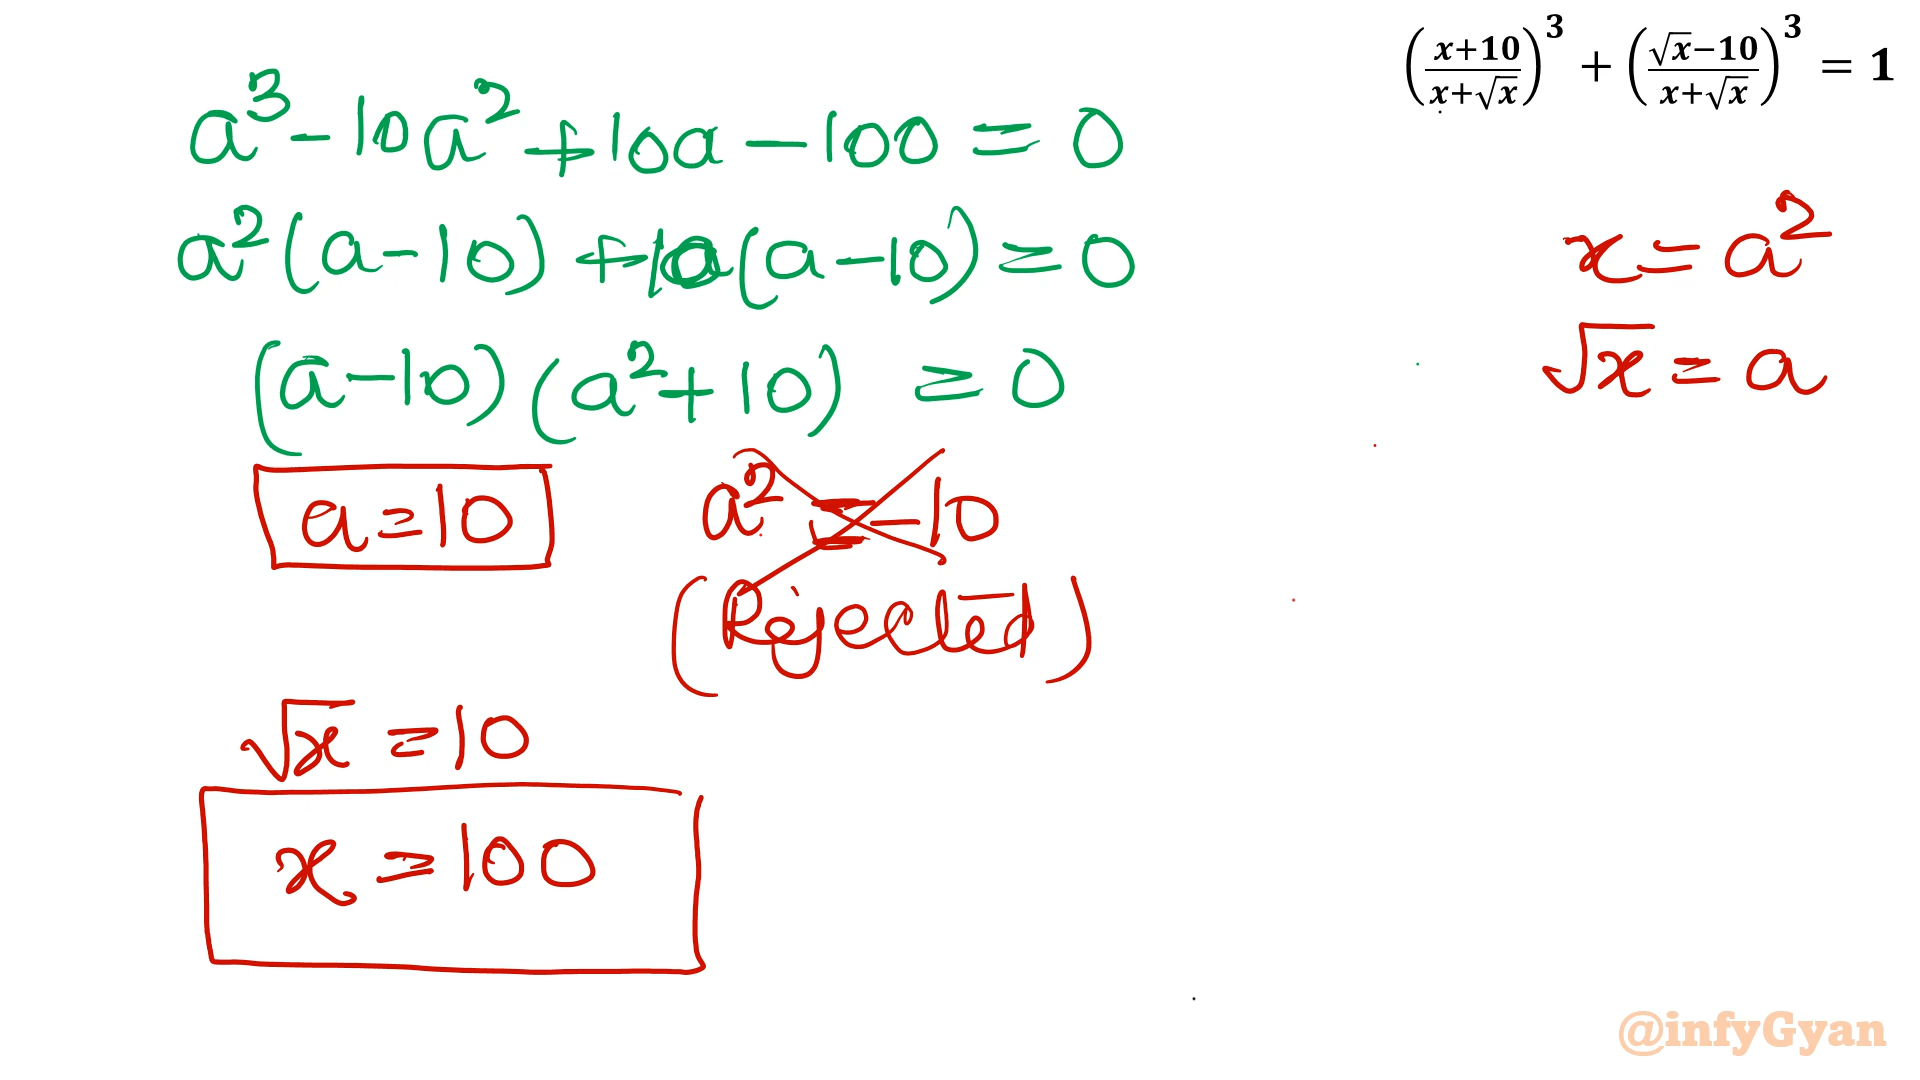 (x+10/x+√x)³ + (√x−10/x+√x)³ = 1
a³ − 10a² + 10a − 100 = 0
a²(a − 10) + 10(a − 10) = 0
(a − 10)(a² + 10) = 0
x = a²
√x = a
a = 10
a² = −10
(Rejected)
√x = 10
x = 100
@infyGyan